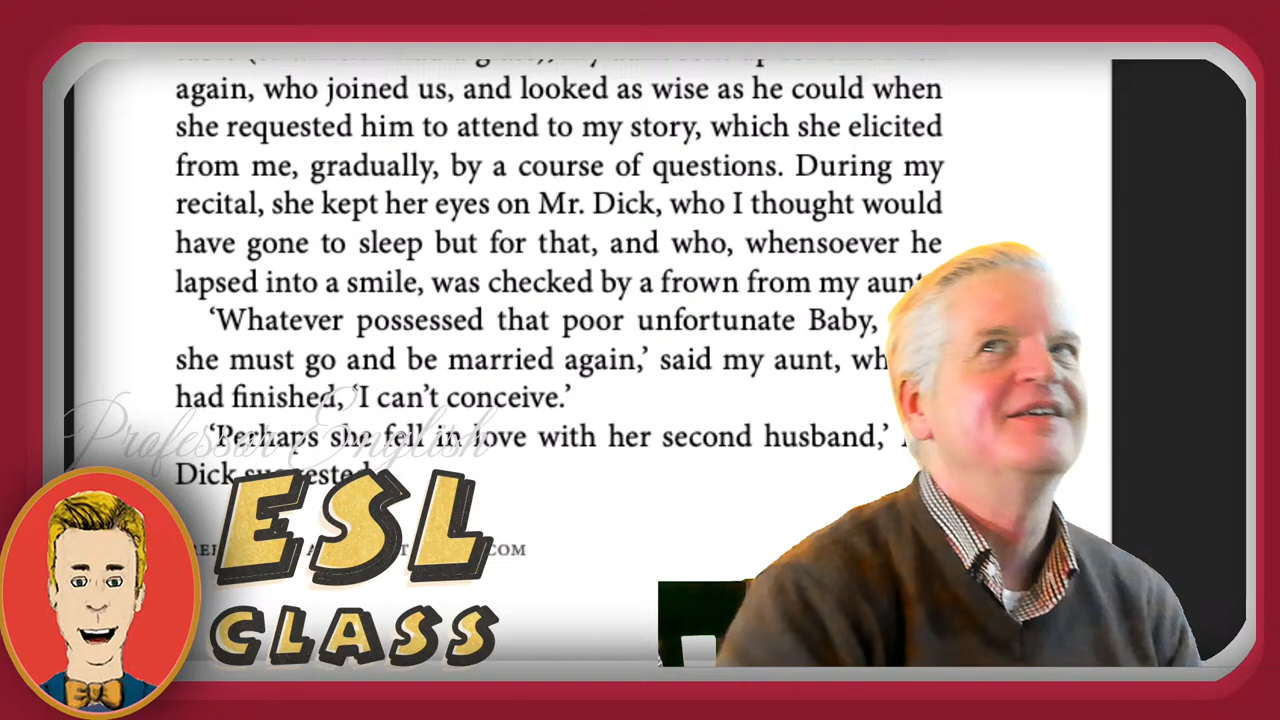 again, who joined us, and looked as wise as he could when
she requested him to attend to my story, which she elicited
from me, gradually, by a course of questions. During my
recital, she kept her eyes on Mr. Dick, who I thought would
have gone to sleep but for that, and who, whensoever he
lapsed into a smile, was checked by a frown from my aunt
‘Whatever possessed that poor unfortunate Baby,
she must go and be married again,’ said my aunt,
had finished, ‘I can’t conceive.’
‘Perhaps she fell in love with her second husband,’
Dick suggested
Professor English
ESL
CLASS
COM